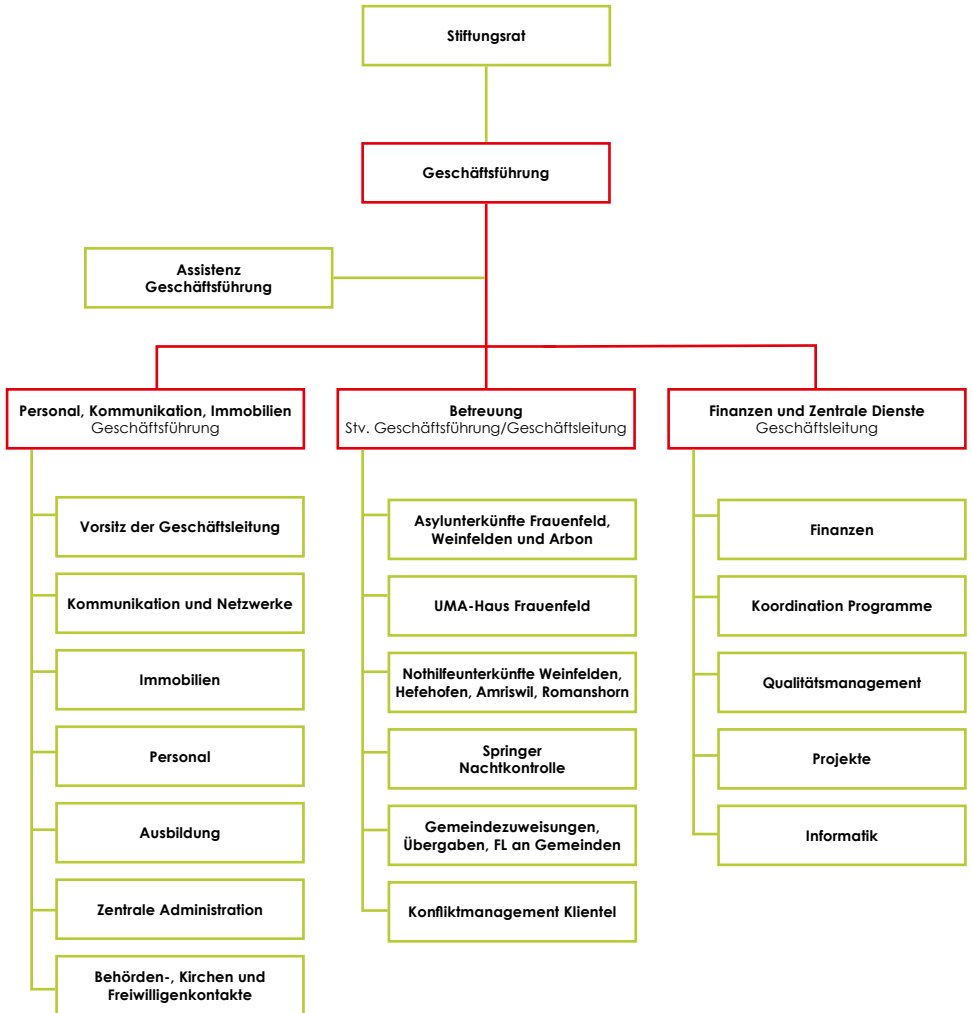 Stiftungsrat
Geschäftsführung
Assistenz
Geschäftsführung
Personal, Kommunikation, Immobilien
Geschäftsführung
Vorsitz der Geschäftsleitung
Kommunikation und Netzwerke
Immobilien
Personal
Ausbildung
Zentrale Administration
Behörden-, Kirchen und
Freiwilligenkontakte
Betreuung
Stv. Geschäftsführung/Geschäftsleitung
Asylunterkünfte Frauenfeld,
Weinfelden und Arbon
UMA-Haus Frauenfeld
Nothilfeunterkünfte Weinfelden,
Hefehofen, Amriswil, Romanshorn
Springer
Nachtkontrolle
Gemeindezuweisungen,
Übergaben, FL an Gemeinden
Konfliktmanagement Klientel
Finanzen und Zentrale Dienste
Geschäftsleitung
Finanzen
Koordination Programme
Qualitätsmanagement
Projekte
Informatik